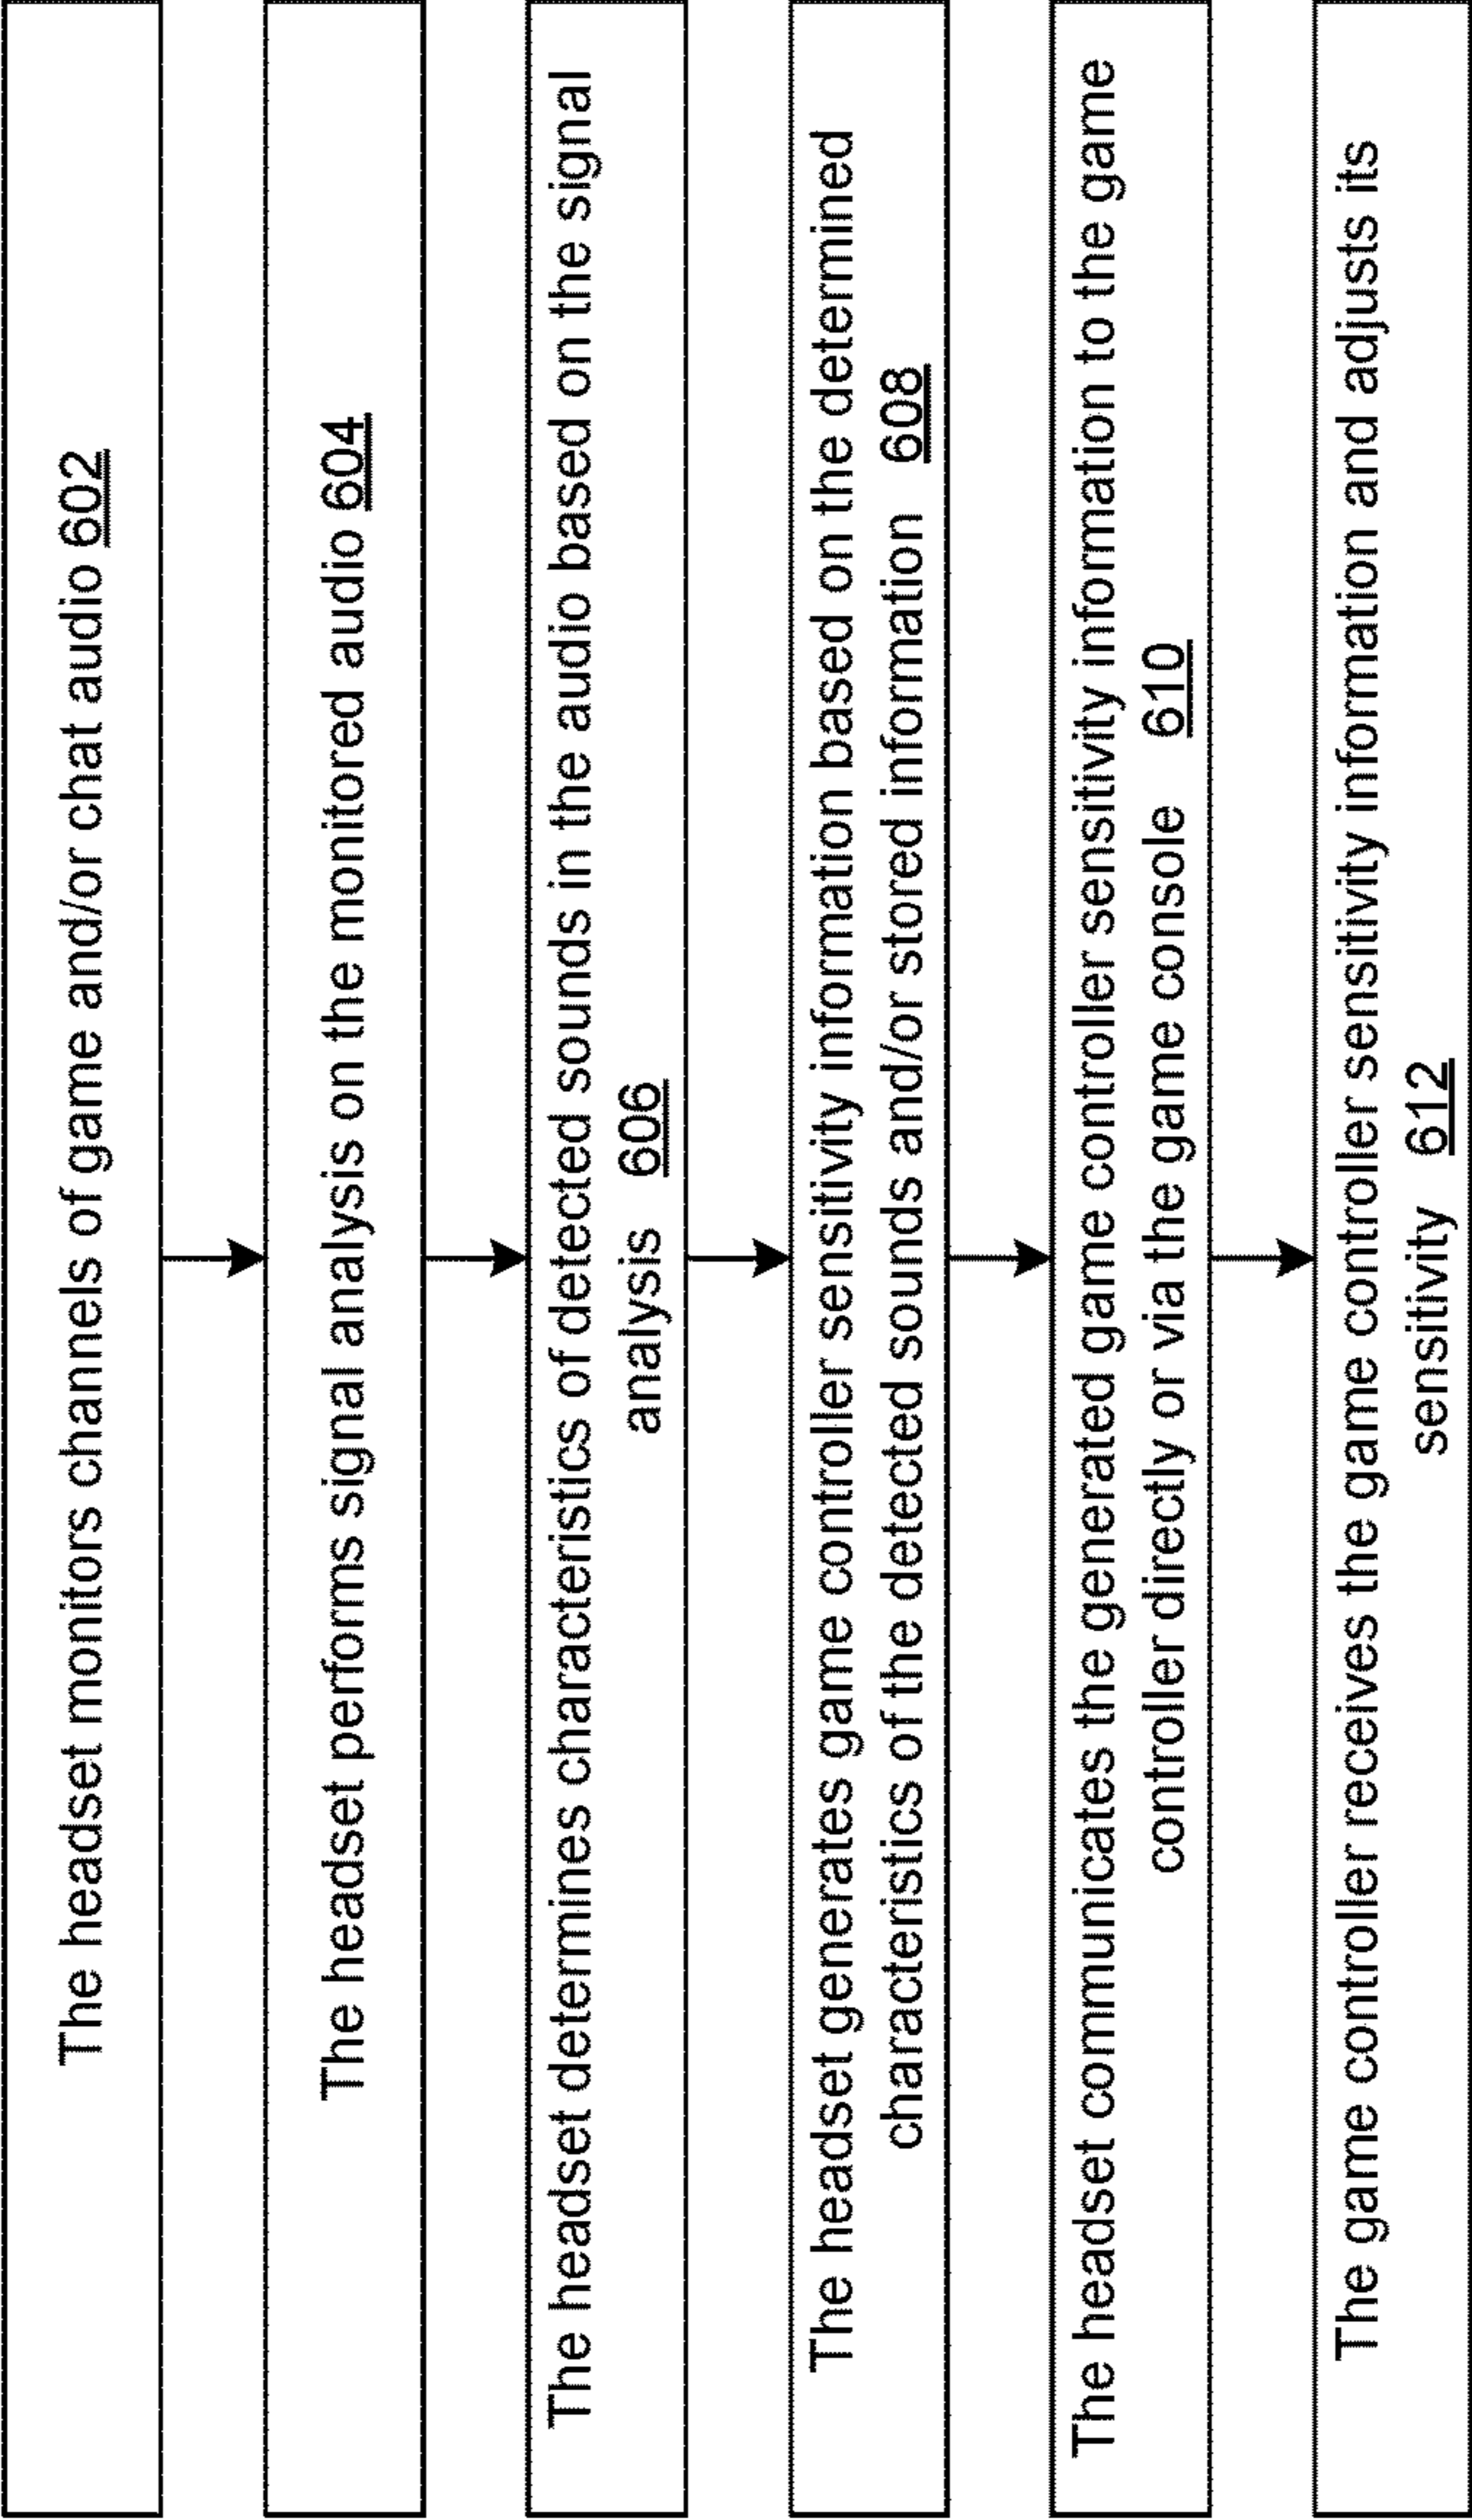 The headset monitors channels of game and/or chat audio 602
The headset performs signal analysis on the monitored audio 604
The headset determines characteristics of detected sounds in the audio based on the signal
analysis 606
The headset generates game controller sensitivity information based on the determined
characteristics of the detected sounds and/or stored information 608
The headset communicates the generated game controller sensitivity information to the game
controller directly or via the game console 610
The game controller receives the game controller sensitivity information and adjusts its
sensitivity 612